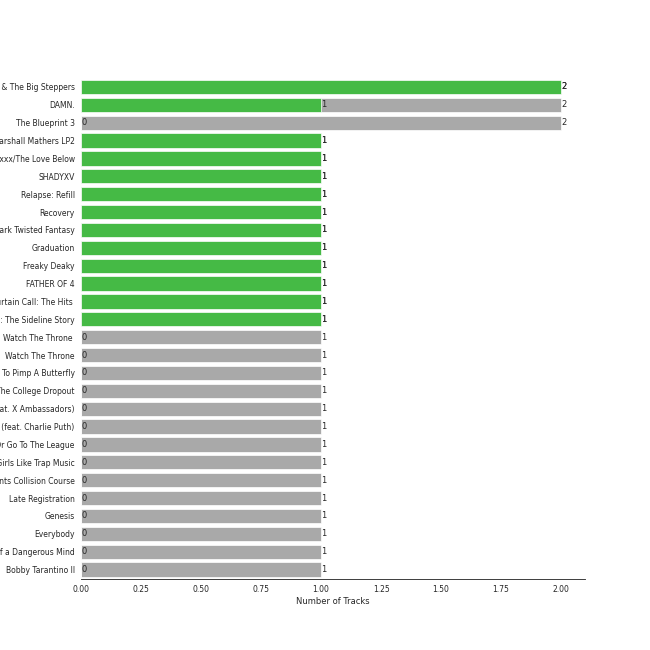 & The Big Steppers 2
DAMN. 1 2
The Blueprint 3 0 2
arshall Mathers LP2 1
xxx/The Love Below 1
SHADYXV 1
Relapse: Refill 1
Recovery 1
ark Twisted Fantasy 1
Graduation 1
Freaky Deaky 1
FATHER OF 4 1
rtain Call: The Hits 1
: The Sideline Story 1
Watch The Throne 0 1
Watch The Throne 0 1
To Pimp A Butterfly 0 1
The College Dropout 0 1
at. X Ambassadors) 0 1
(feat. Charlie Puth) 0 1
r Go To The League 0 1
Girls Like Trap Music 0 1
nts Collision Course 0 1
Late Registration 0 1
Genesis 0 1
Everybody 0 1
f a Dangerous Mind 0 1
Bobby Tarantino II 0 1
0.00 0.25 0.50 0.75 1.00 1.25 1.50 1.75 2.00
Number of Tracks